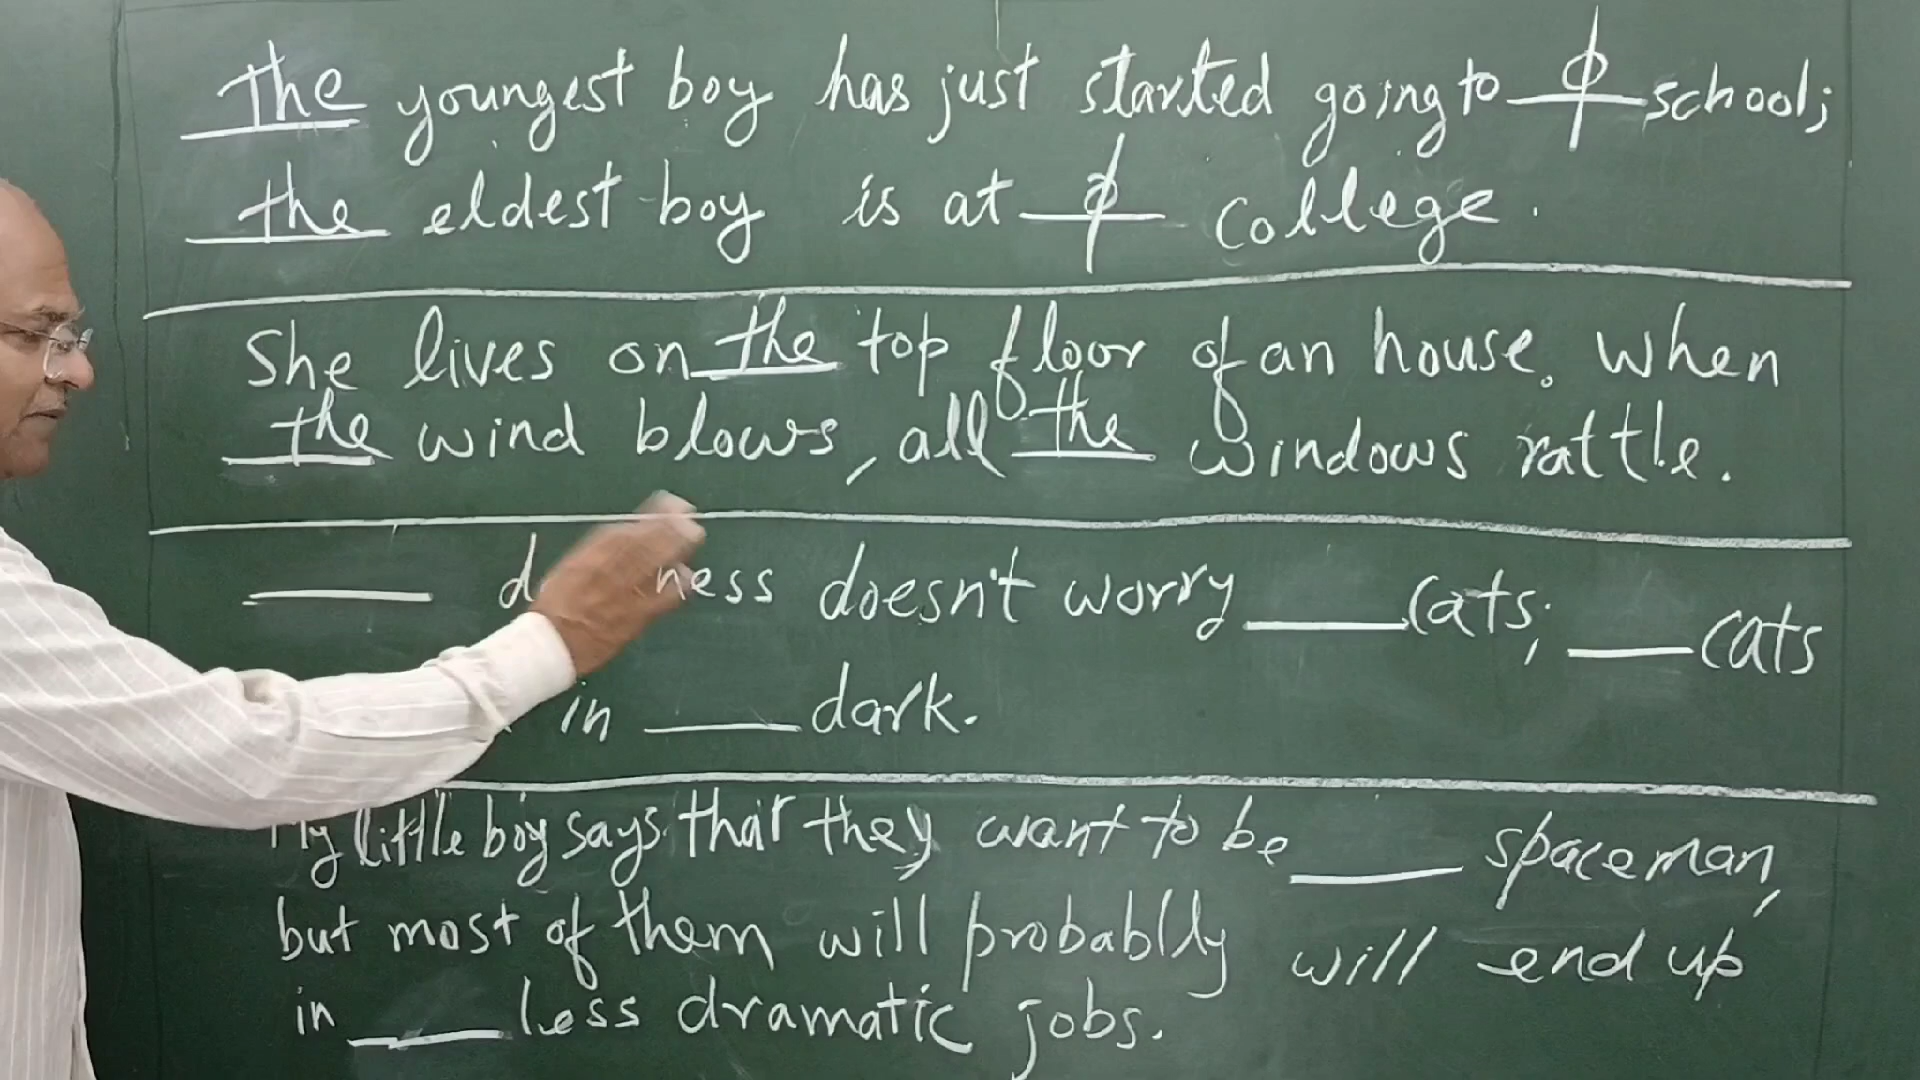 The youngest boy has just started going to ϕ school;
the eldest boy is at ϕ college.
She lives on the top floor of an house. When
the wind blows, all the windows rattle.
____ doesn't worry ____ cats; ____ cats
in ____ dark.
My little boy says that they want to be ____ spaceman,
but most of them will probablly will end up
in ____ less dramatic jobs.